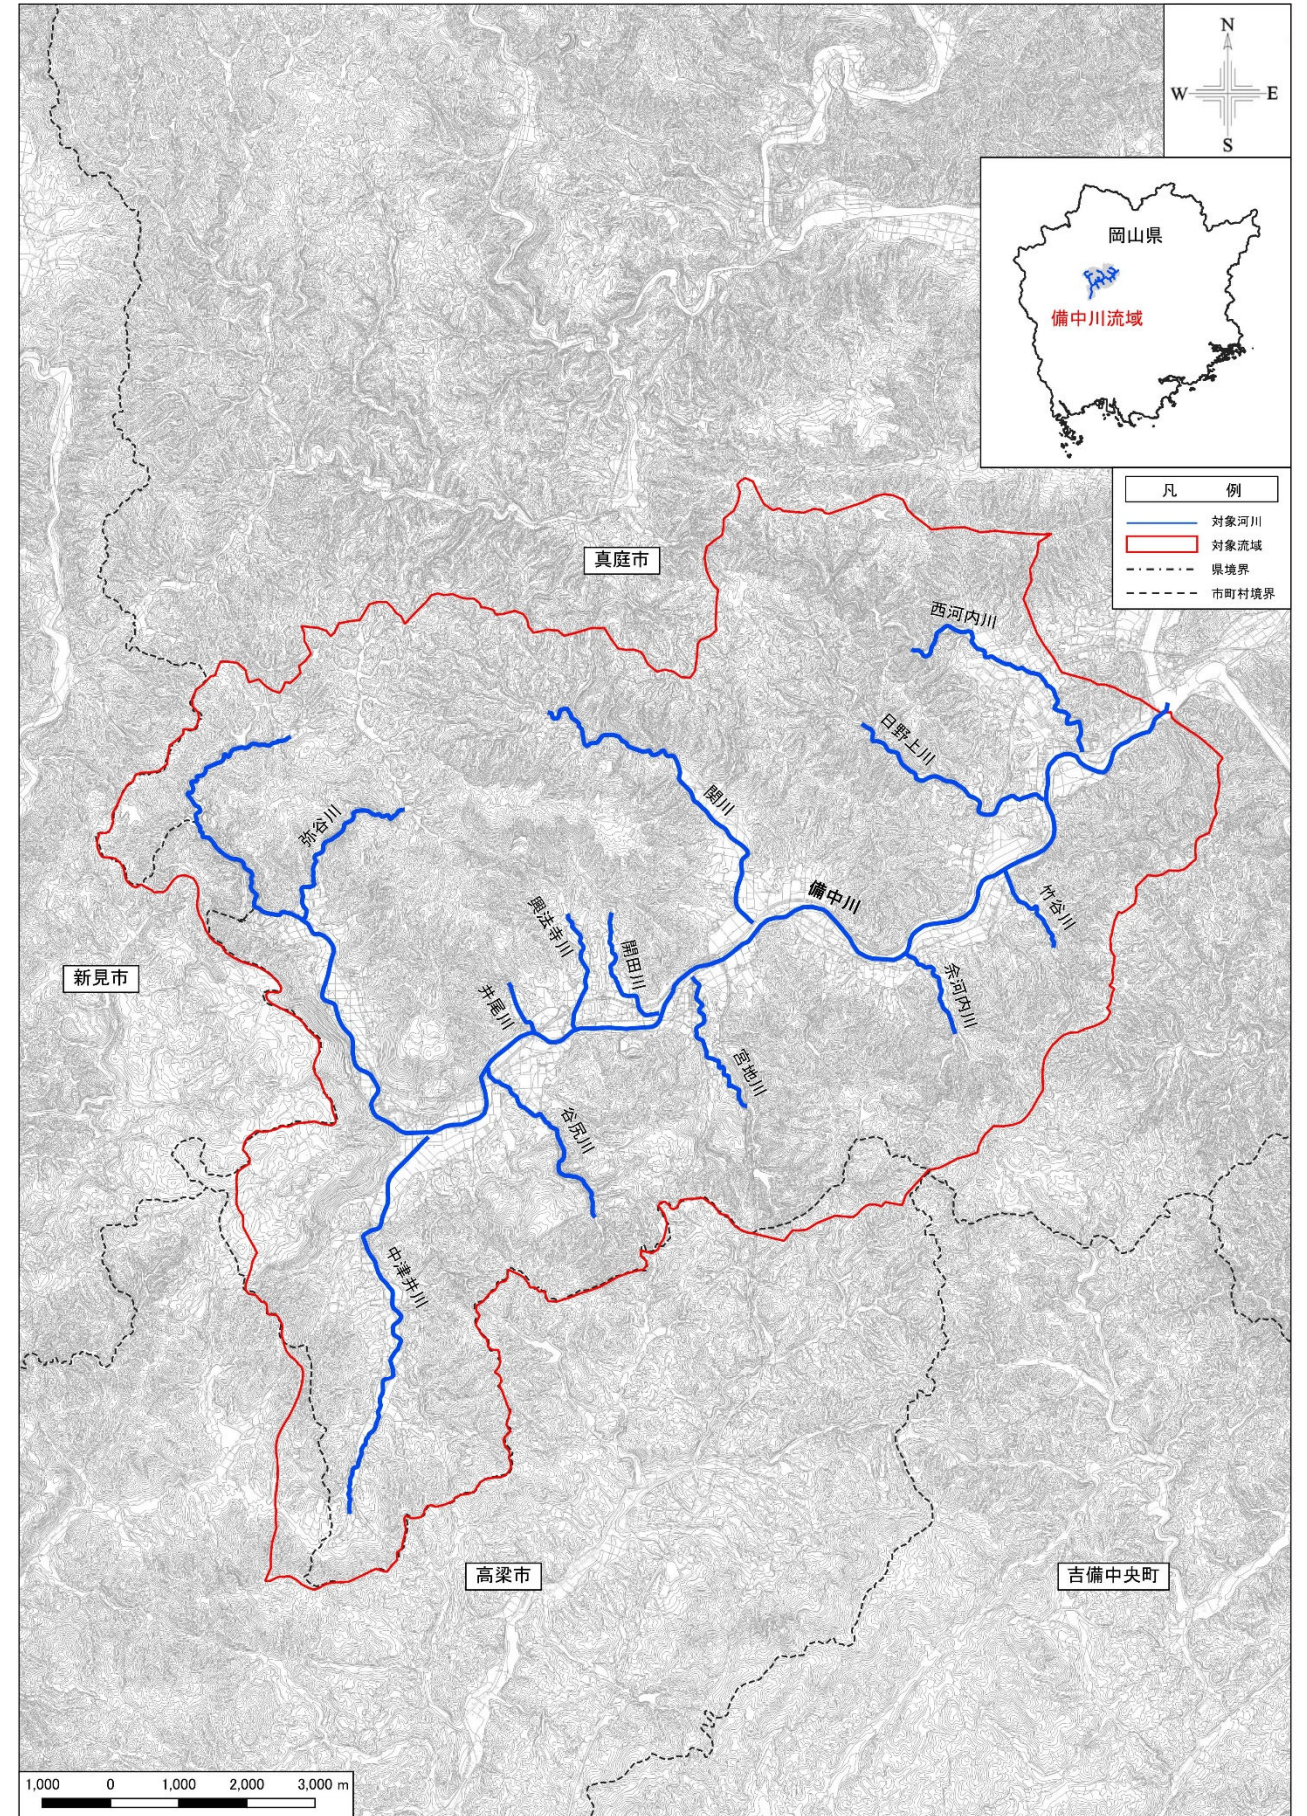 N
W E
S
岡山県
備中川流域
凡 例
対象河川
対象流域
県境界
市町村境界
真庭市
西河内川
日野上川
関川
弥谷川
備中川
竹谷川
興法寺川
開田川
余河内川
新見市
井尾川
宮地川
谷尻川
中津井川
高梁市
吉備中央町
1,000 0 1,000 2,000 3,000 m